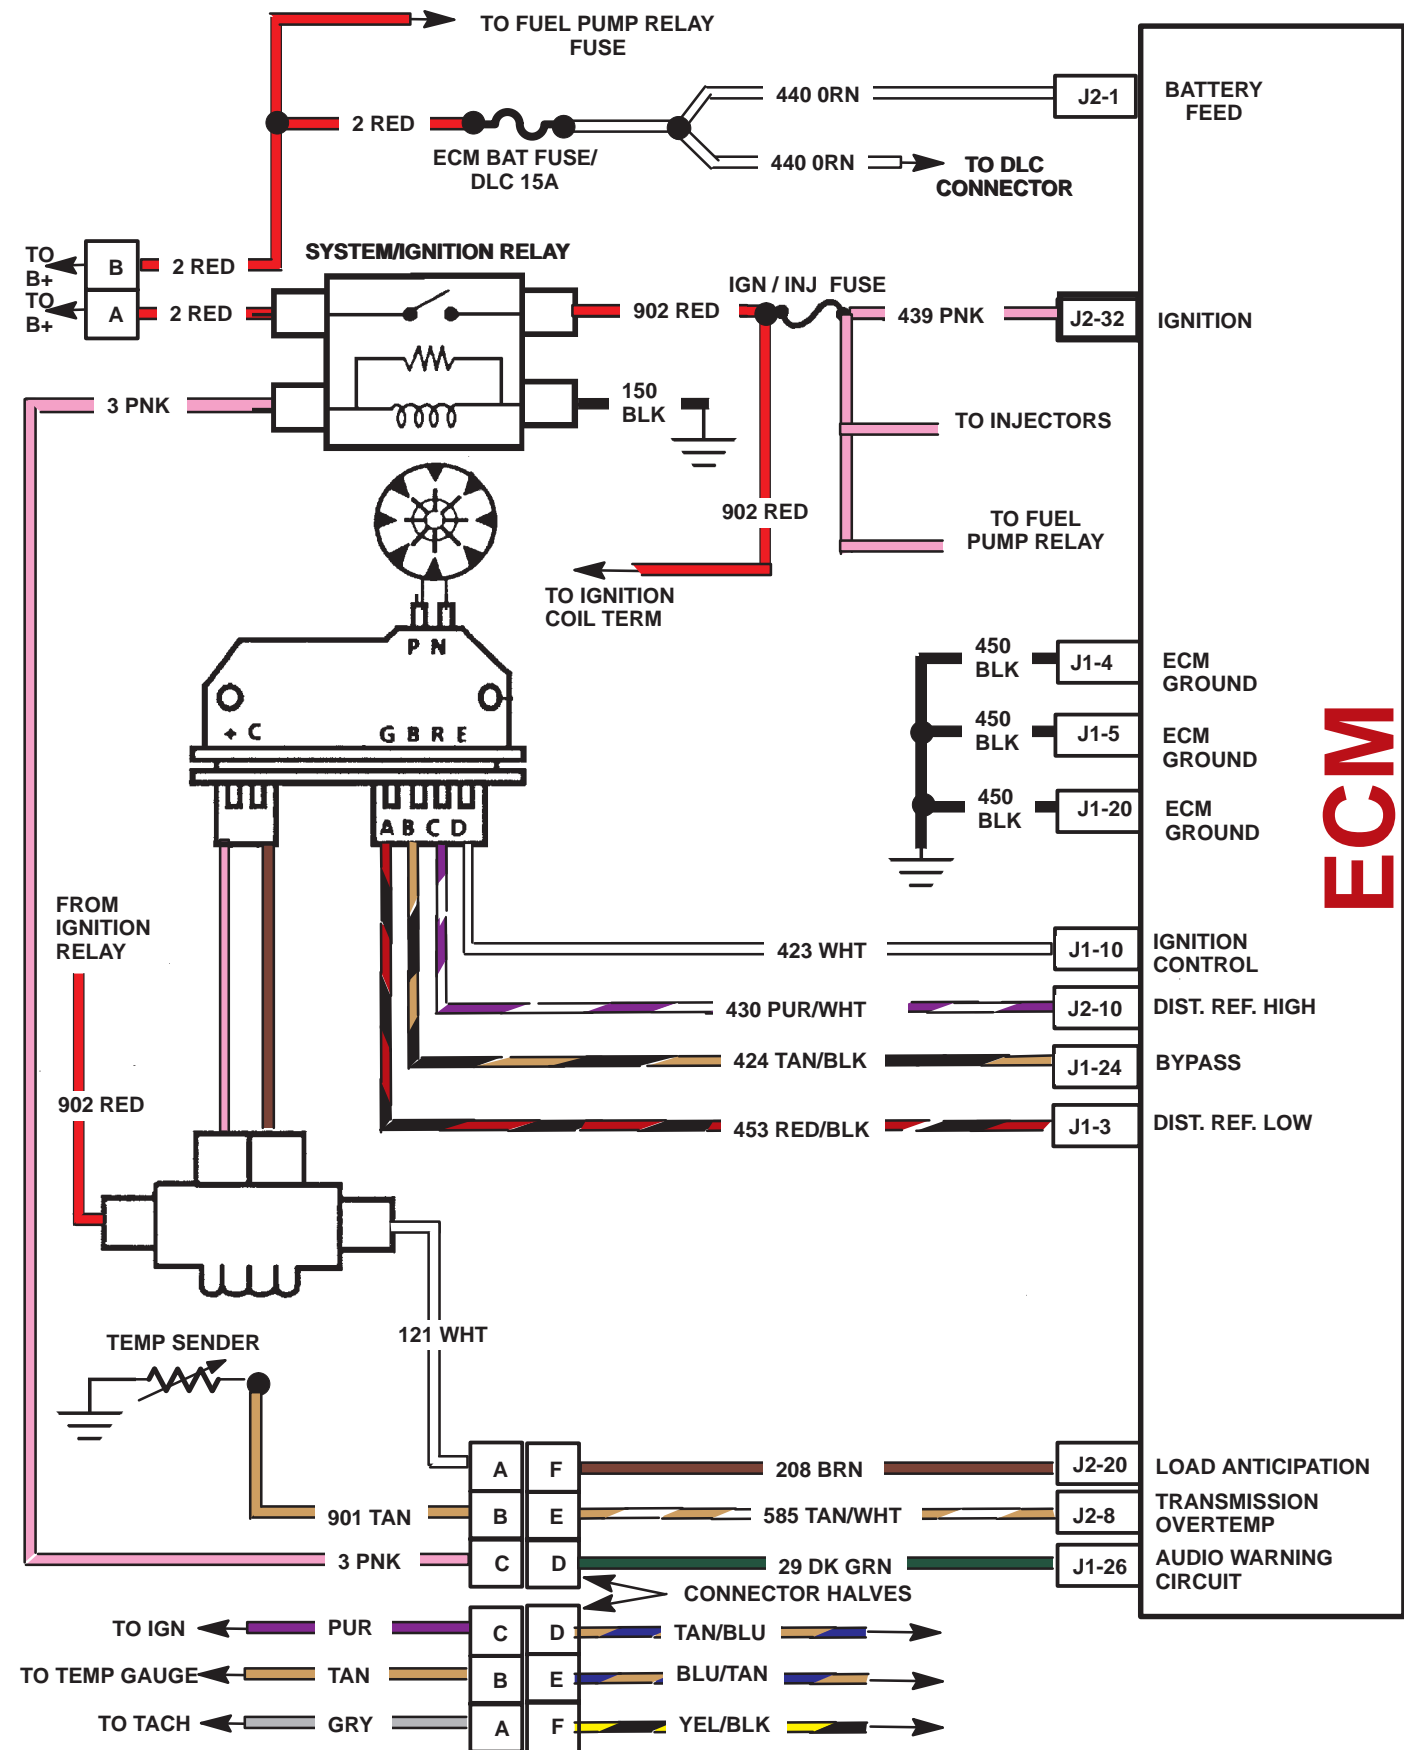 TO FUEL PUMP RELAY
FUSE
440 0RN
J2-1
BATTERY
FEED
2 RED
ECM BAT FUSE/
DLC 15A
440 0RN
TO DLC
CONNECTOR
SYSTEM/IGNITION RELAY
TO
B+
B
2 RED
TO
B+
A
2 RED
902 RED
IGN / INJ FUSE
439 PNK
J2-32
IGNITION
3 PNK
150
BLK
TO INJECTORS
902 RED
TO FUEL
PUMP RELAY
TO IGNITION
COIL TERM
P N
450
BLK
J1-4
ECM
GROUND
+ C
G B R E
450
BLK
J1-5
ECM
GROUND
450
BLK
J1-20
ECM
GROUND
ECM
A B C D
FROM
IGNITION
RELAY
423 WHT
J1-10
IGNITION
CONTROL
430 PUR/WHT
J2-10
DIST. REF. HIGH
424 TAN/BLK
J1-24
BYPASS
902 RED
453 RED/BLK
J1-3
DIST. REF. LOW
121 WHT
TEMP SENDER
A
F
208 BRN
J2-20
LOAD ANTICIPATION
901 TAN
B
E
585 TAN/WHT
J2-8
TRANSMISSION
OVERTEMP
3 PNK
C
D
29 DK GRN
J1-26
AUDIO WARNING
CIRCUIT
CONNECTOR HALVES
TO IGN
PUR
C
D
TAN/BLU
TO TEMP GAUGE
TAN
B
E
BLU/TAN
TO TACH
GRY
A
F
YEL/BLK